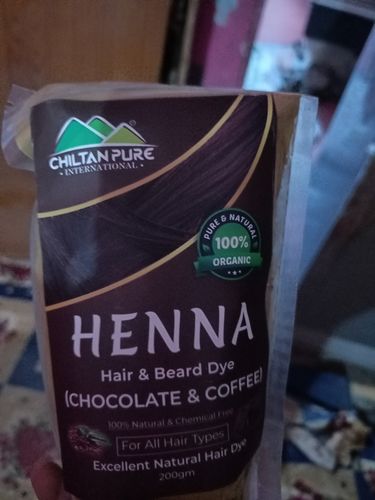 CHILTAN PURE
®
• INTERNATIONAL •
PURE & NATURAL
100%
ORGANIC
HENNA
Hair & Beard Dye
(CHOCOLATE & COFFEE)
100% Natural & Chemical Free
For All Hair Types
Excellent Natural Hair Dye
200gm